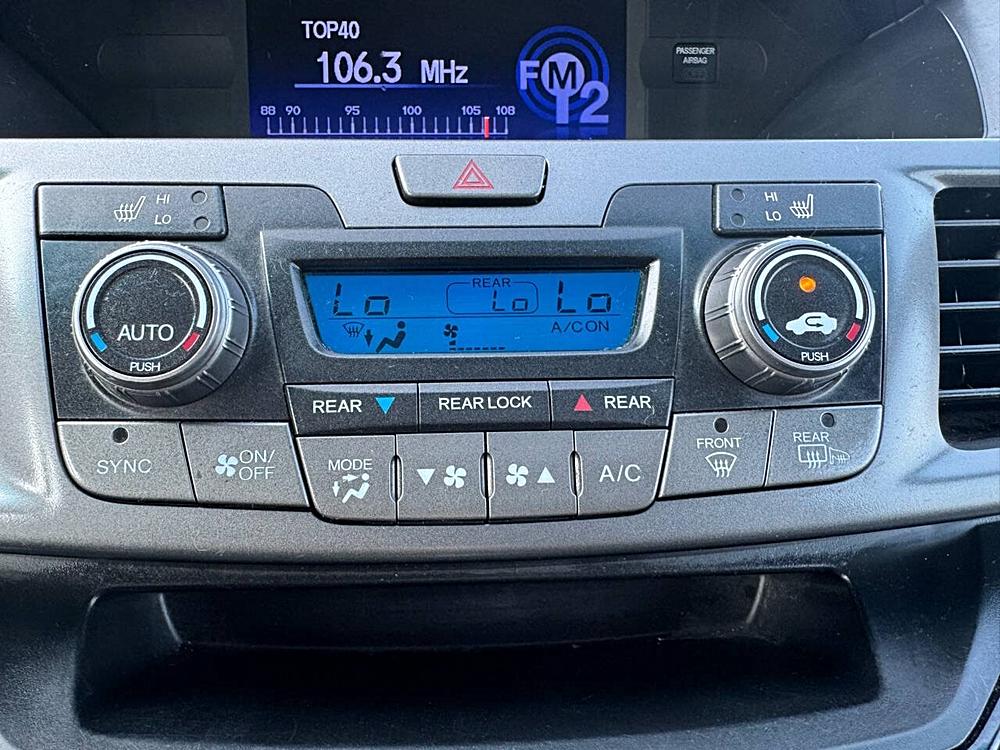 TOP40
106.3 MHz
FM12
88 90 95 100 105 108
PASSENGER
AIRBAG
HI
LO
HI
LO
REAR
Lo Lo Lo
A/C ON
AUTO
PUSH
PUSH
REAR REAR LOCK REAR
SYNC
ON/
OFF
MODE
A/C
FRONT
REAR